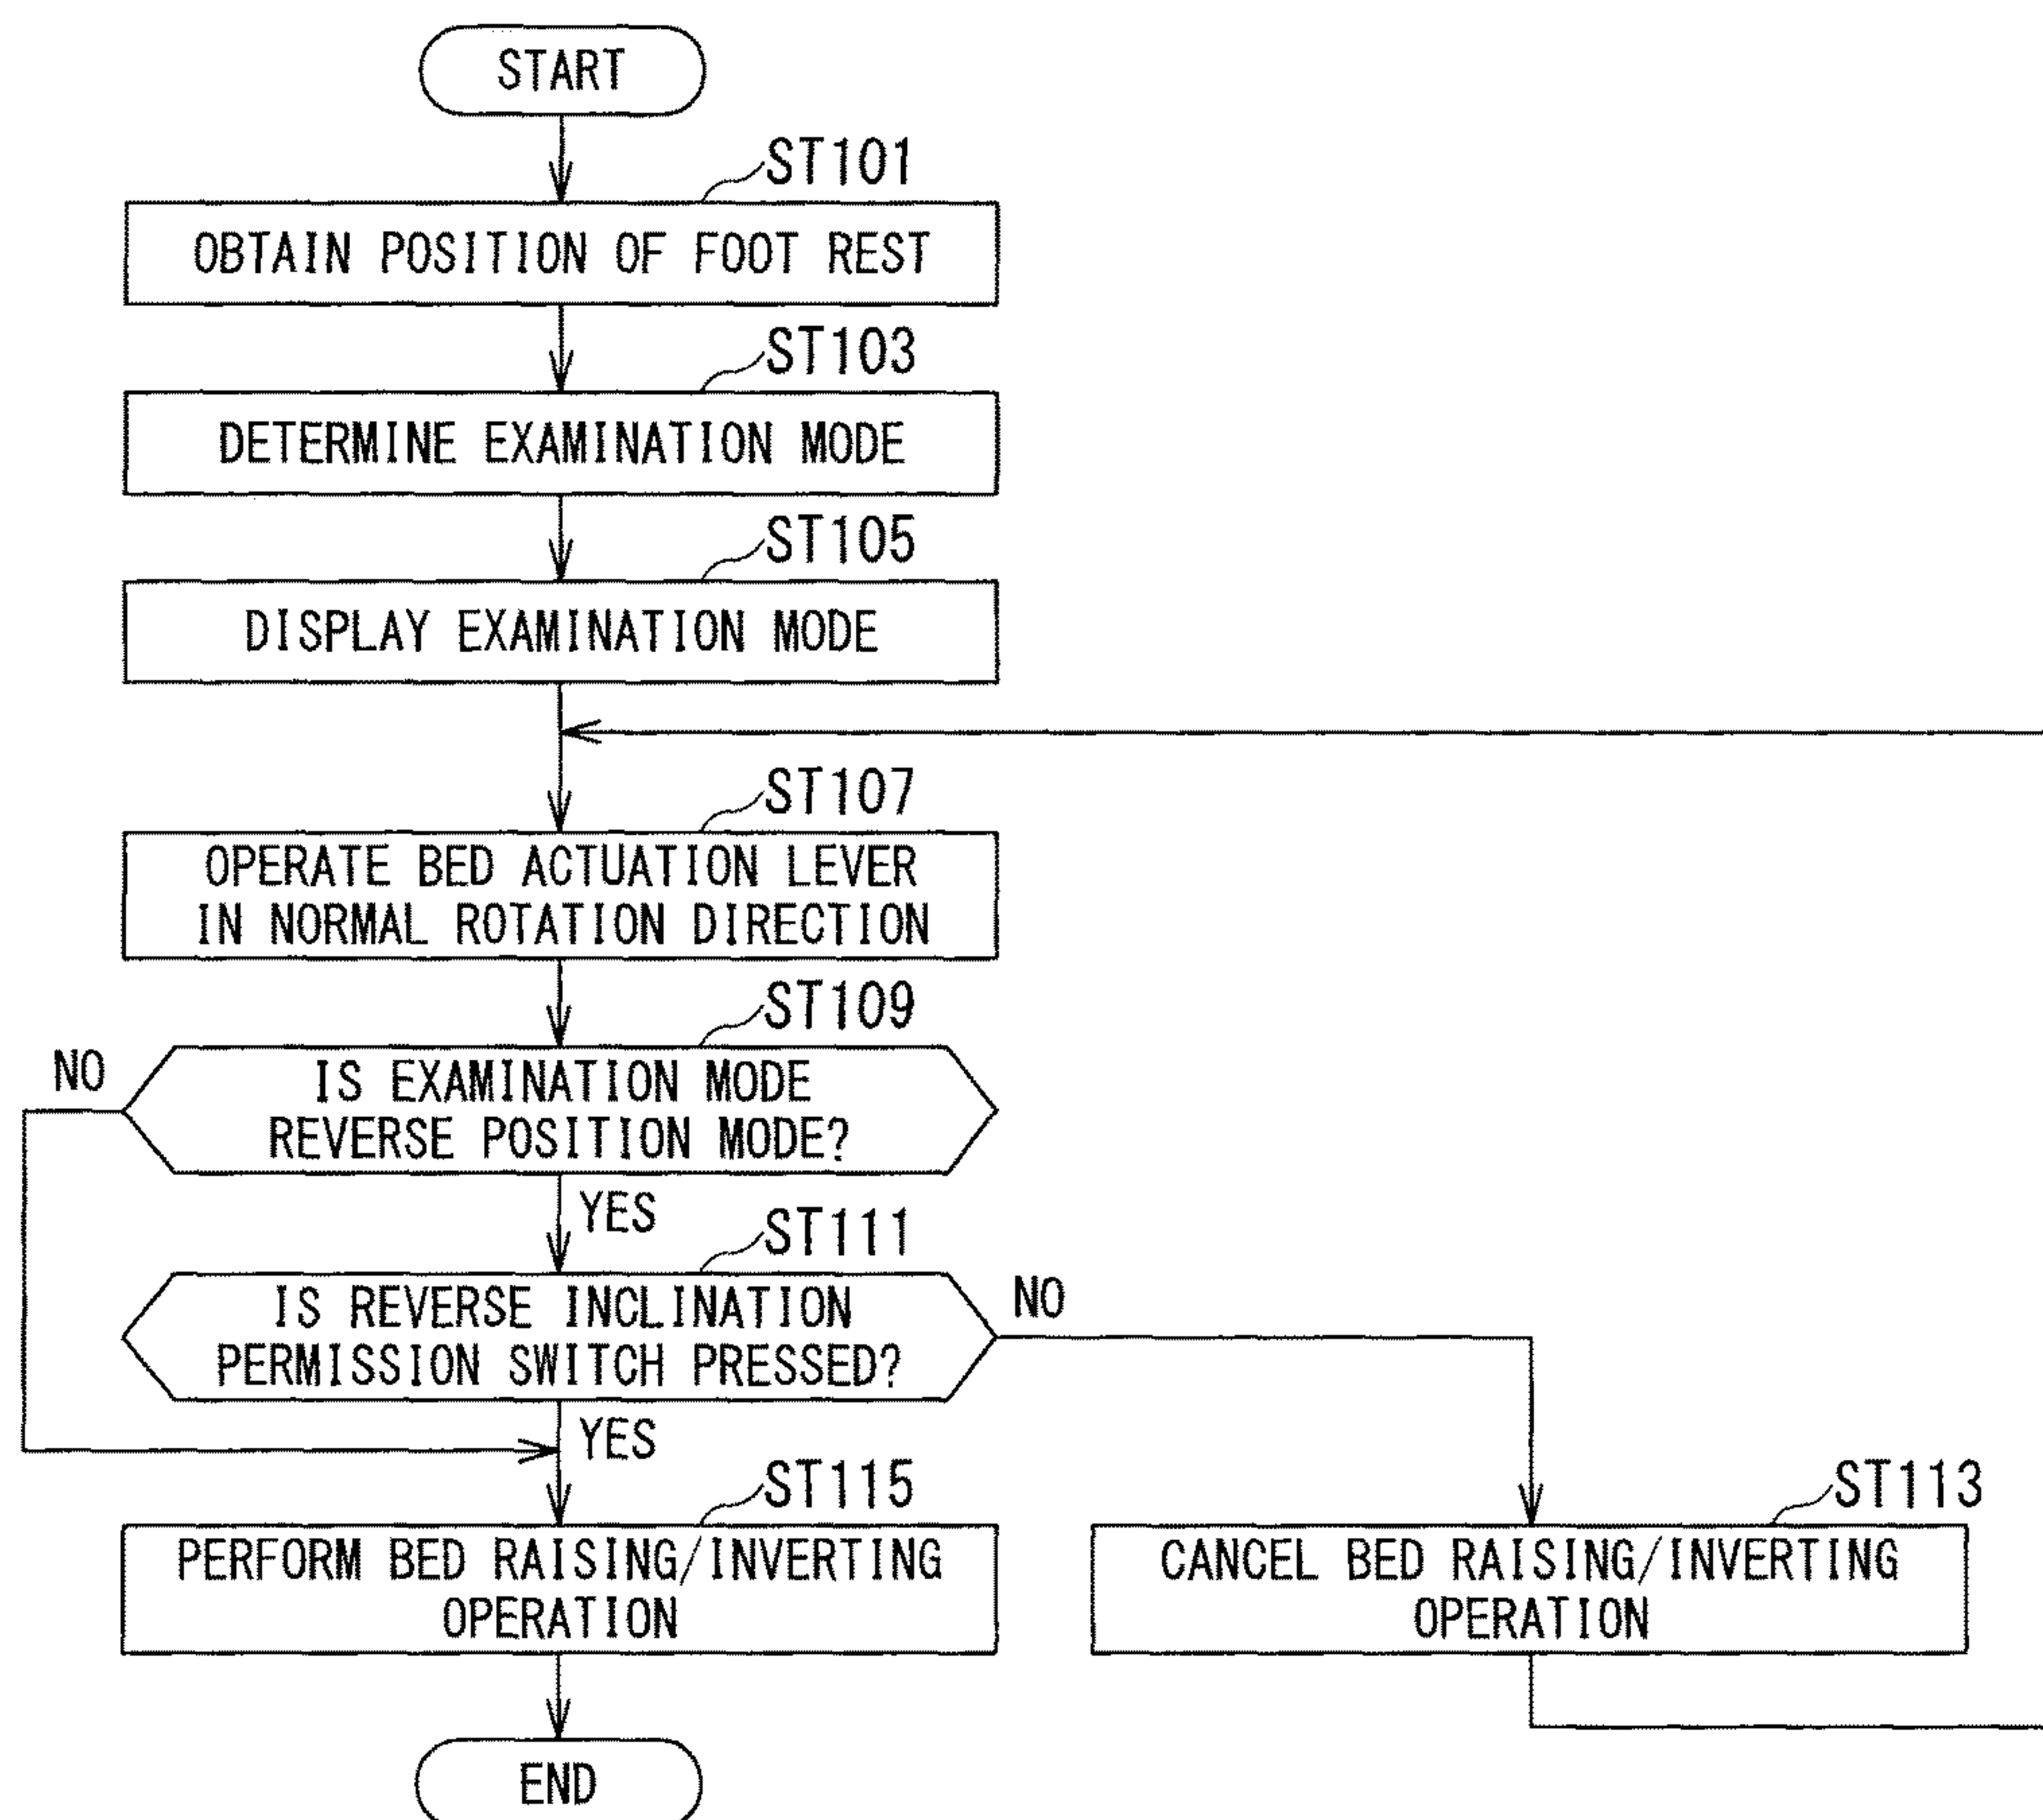 START
ST101
OBTAIN POSITION OF FOOT REST
ST103
DETERMINE EXAMINATION MODE
ST105
DISPLAY EXAMINATION MODE
ST107
OPERATE BED ACTUATION LEVER
IN NORMAL ROTATION DIRECTION
ST109
NO
IS EXAMINATION MODE
REVERSE POSITION MODE?
YES
ST111
IS REVERSE INCLINATION
PERMISSION SWITCH PRESSED?
NO
YES
ST115
PERFORM BED RAISING/INVERTING
OPERATION
ST113
CANCEL BED RAISING/INVERTING
OPERATION
END